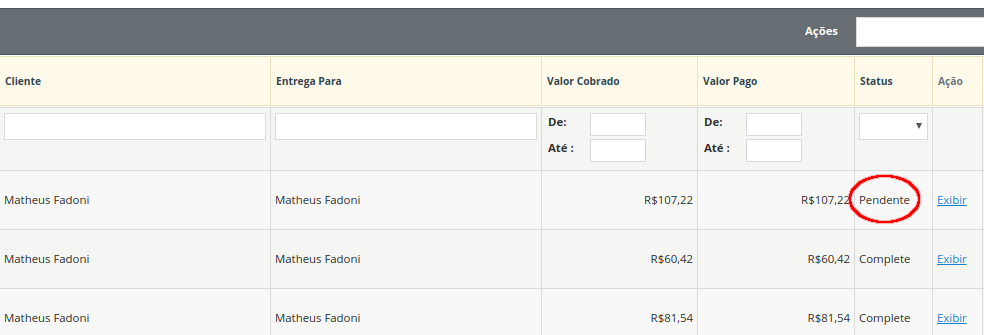 Ações
Cliente Entrega Para Valor Cobrado Valor Pago Status Ação
De: De:
Até : Até :
Matheus Fadoni Matheus Fadoni R$107,22 R$107,22 Pendente Exibir
Matheus Fadoni Matheus Fadoni R$60,42 R$60,42 Complete Exibir
Matheus Fadoni Matheus Fadoni R$81,54 R$81,54 Complete Exibir